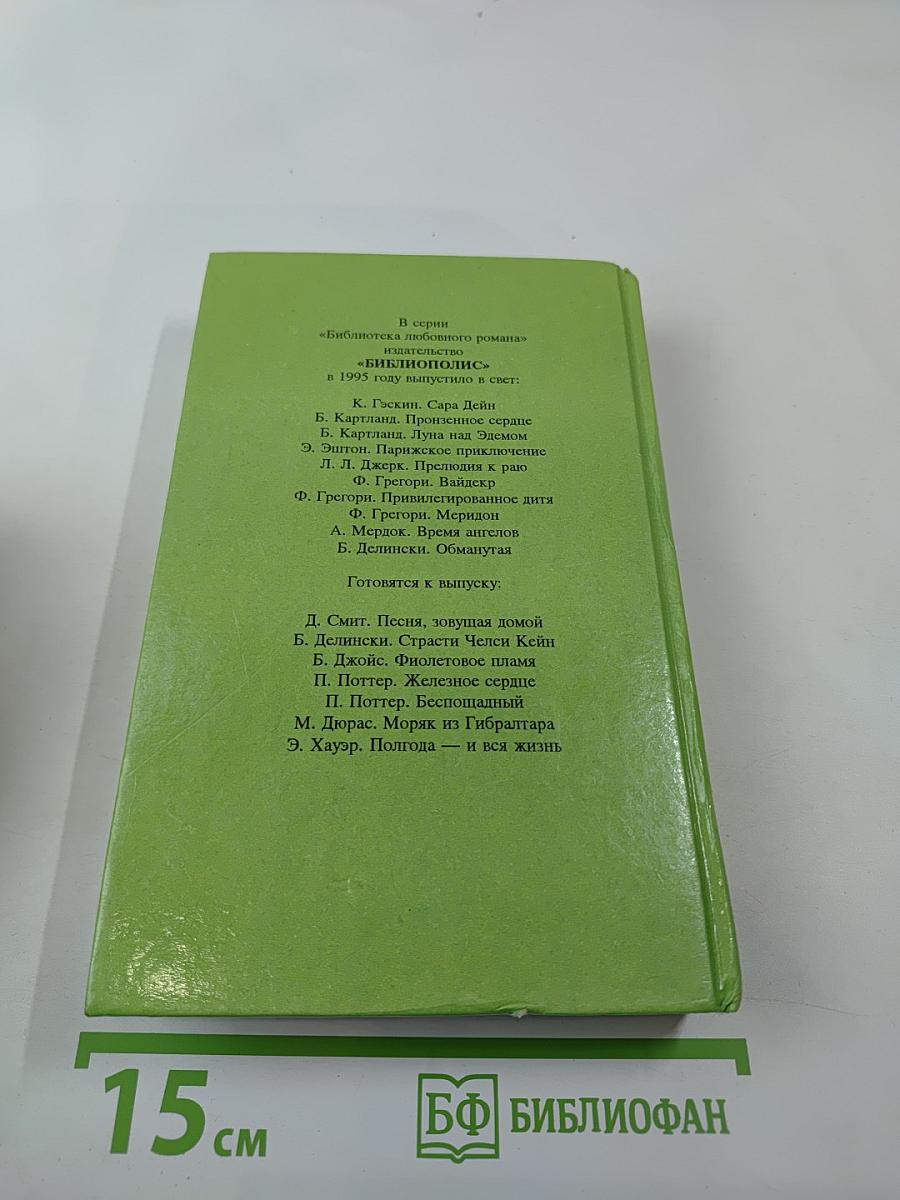 В серии
«Библиотека любовного романа»
издательство
«БИБЛИОПОЛИС»
в 1995 году выпустило в свет:
К. Гэскин. Сара Дейн
Б. Картланд. Пронзенное сердце
Б. Картланд. Луна над Эдемом
Э. Эштон. Парижское приключение
Л. Л. Джерк. Прелюдия к раю
Ф. Грегори. Вайдекр
Ф. Грегори. Привилегированное дитя
Ф. Грегори. Меридон
А. Мердок. Время ангелов
Б. Делински. Обманутая
Готовятся к выпуску:
Д. Смит. Песня, зовущая домой
Б. Делински. Страсти Челси Кейн
Б. Джойс. Фиолетовое пламя
П. Поттер. Железное сердце
П. Поттер. Беспощадный
М. Дюрас. Моряк из Гибралтара
Э. Хауэр. Полгода — и вся жизнь
15 см
БФ БИБЛИОФАН